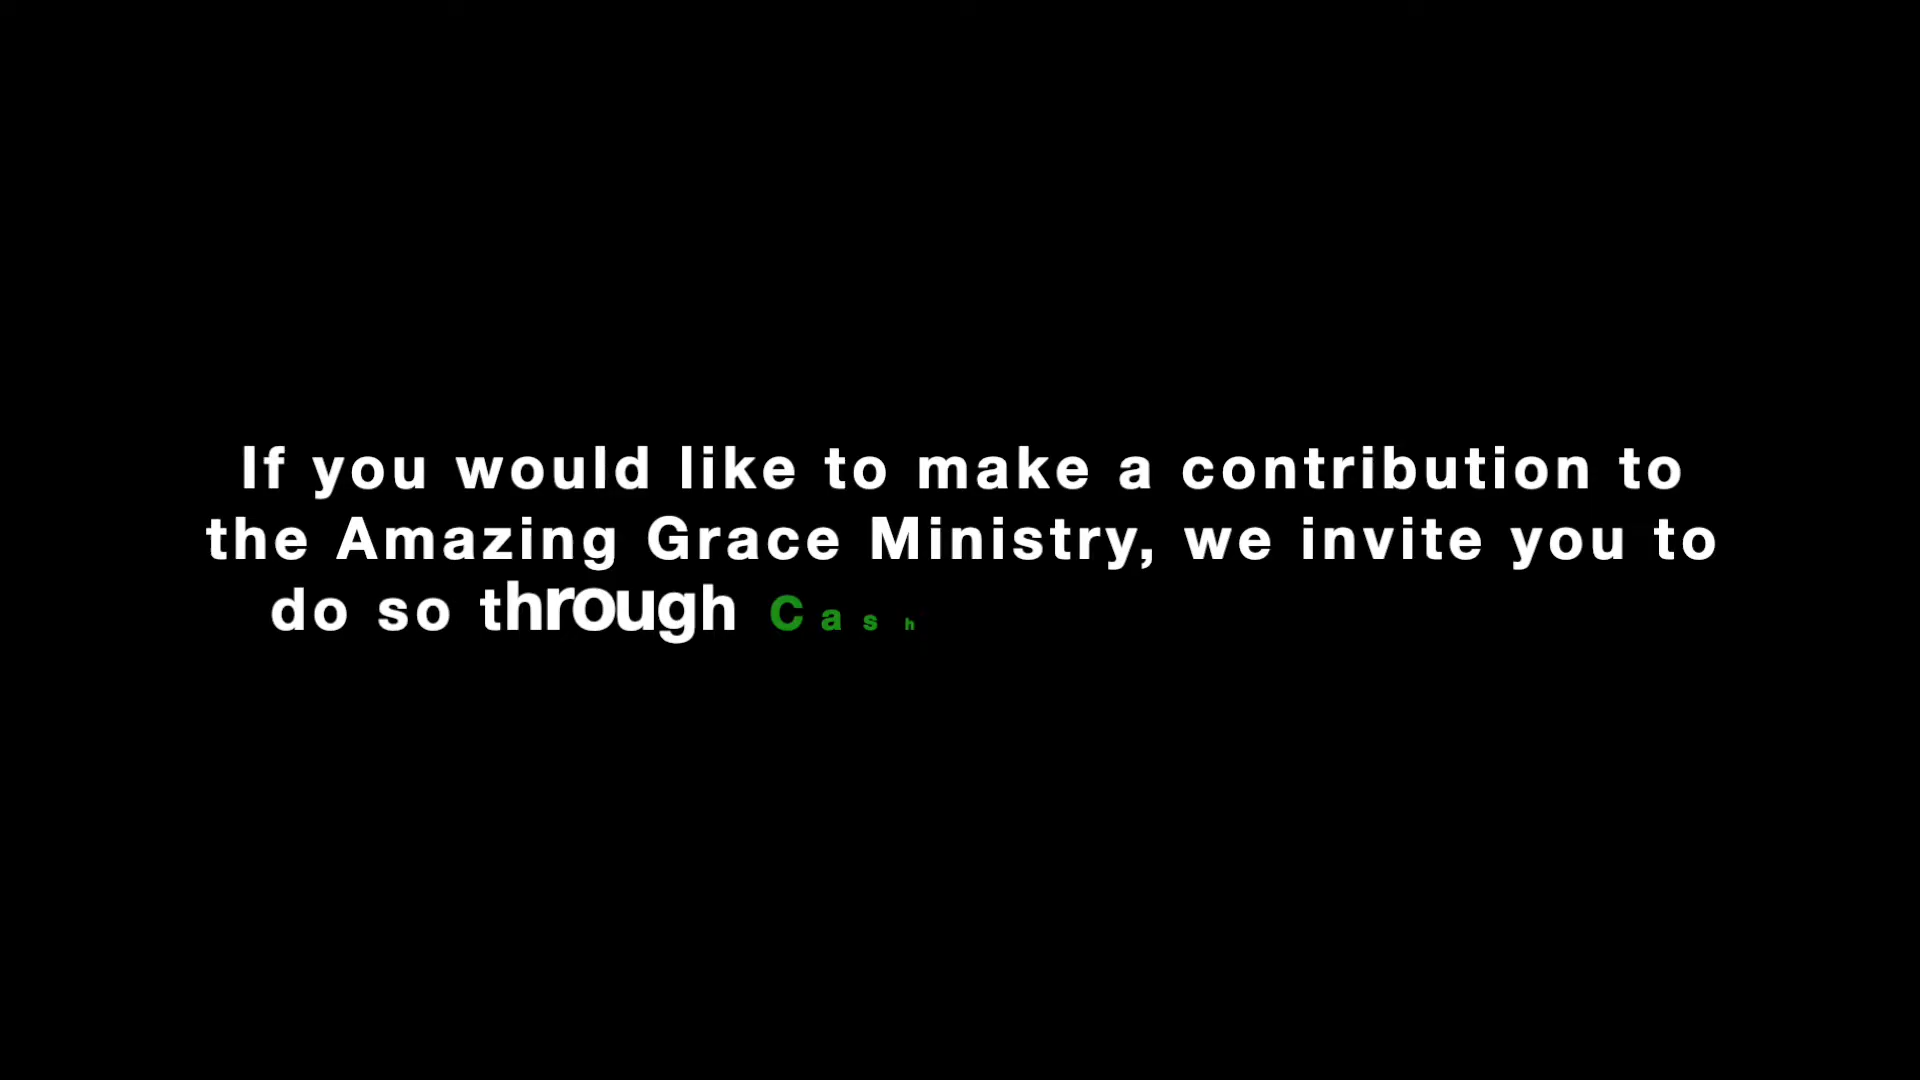 If you would like to make a contribution to
the Amazing Grace Ministry, we invite you to
do so through Cash